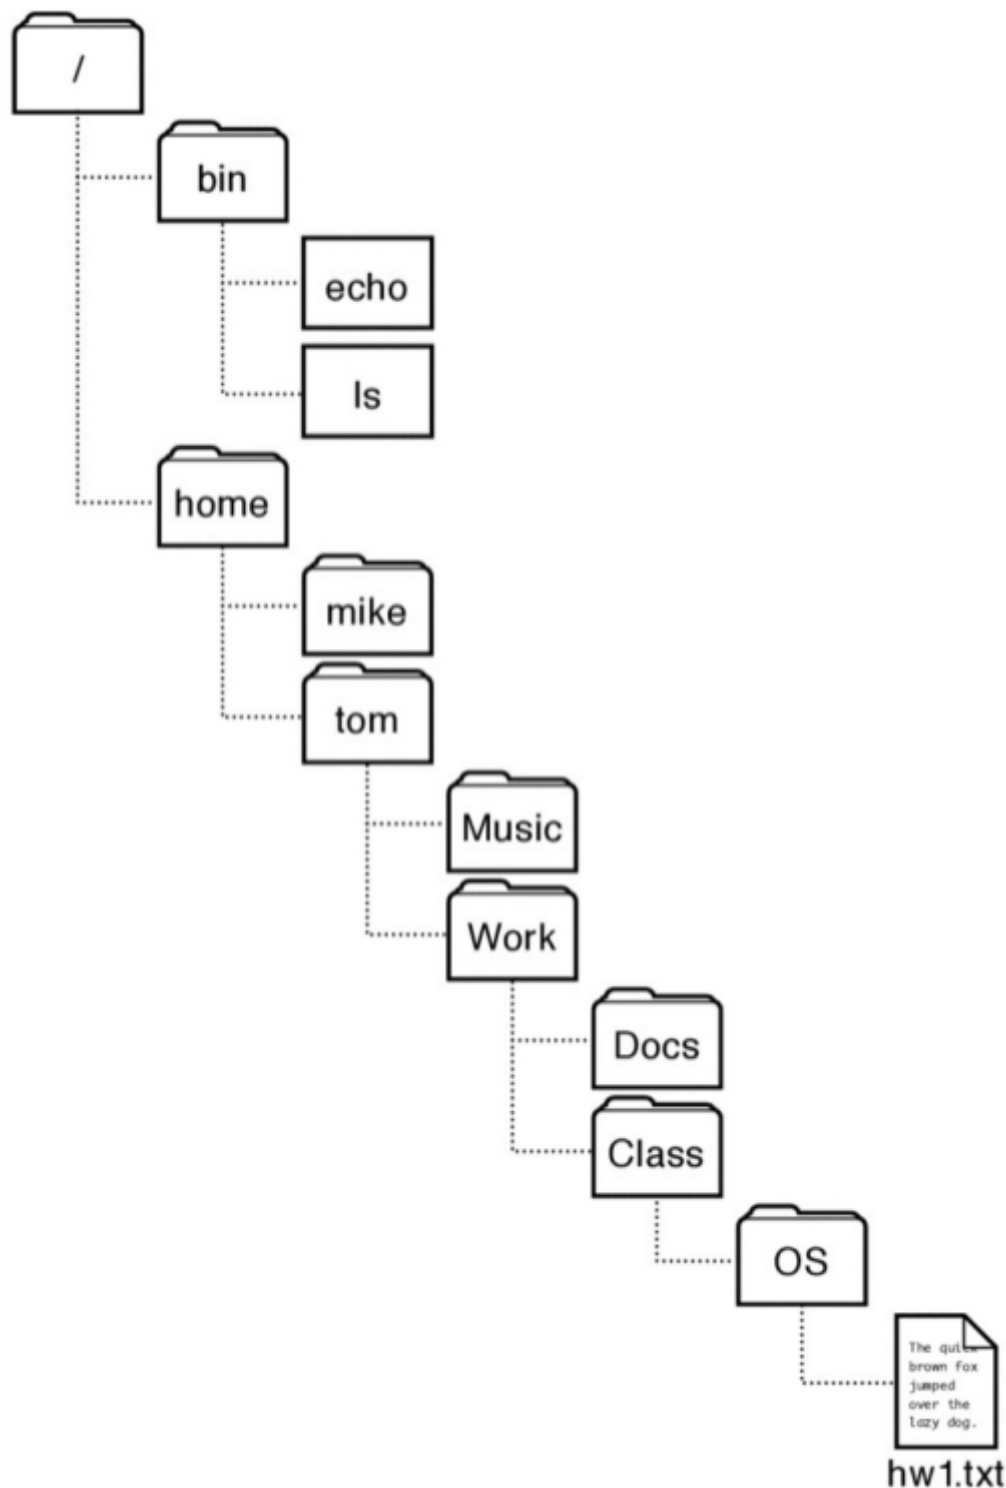 /
bin
echo
ls
home
mike
tom
Music
Work
Docs
Class
OS
The quick
brown fox
jumped
over the
lazy dog.
hw1.txt